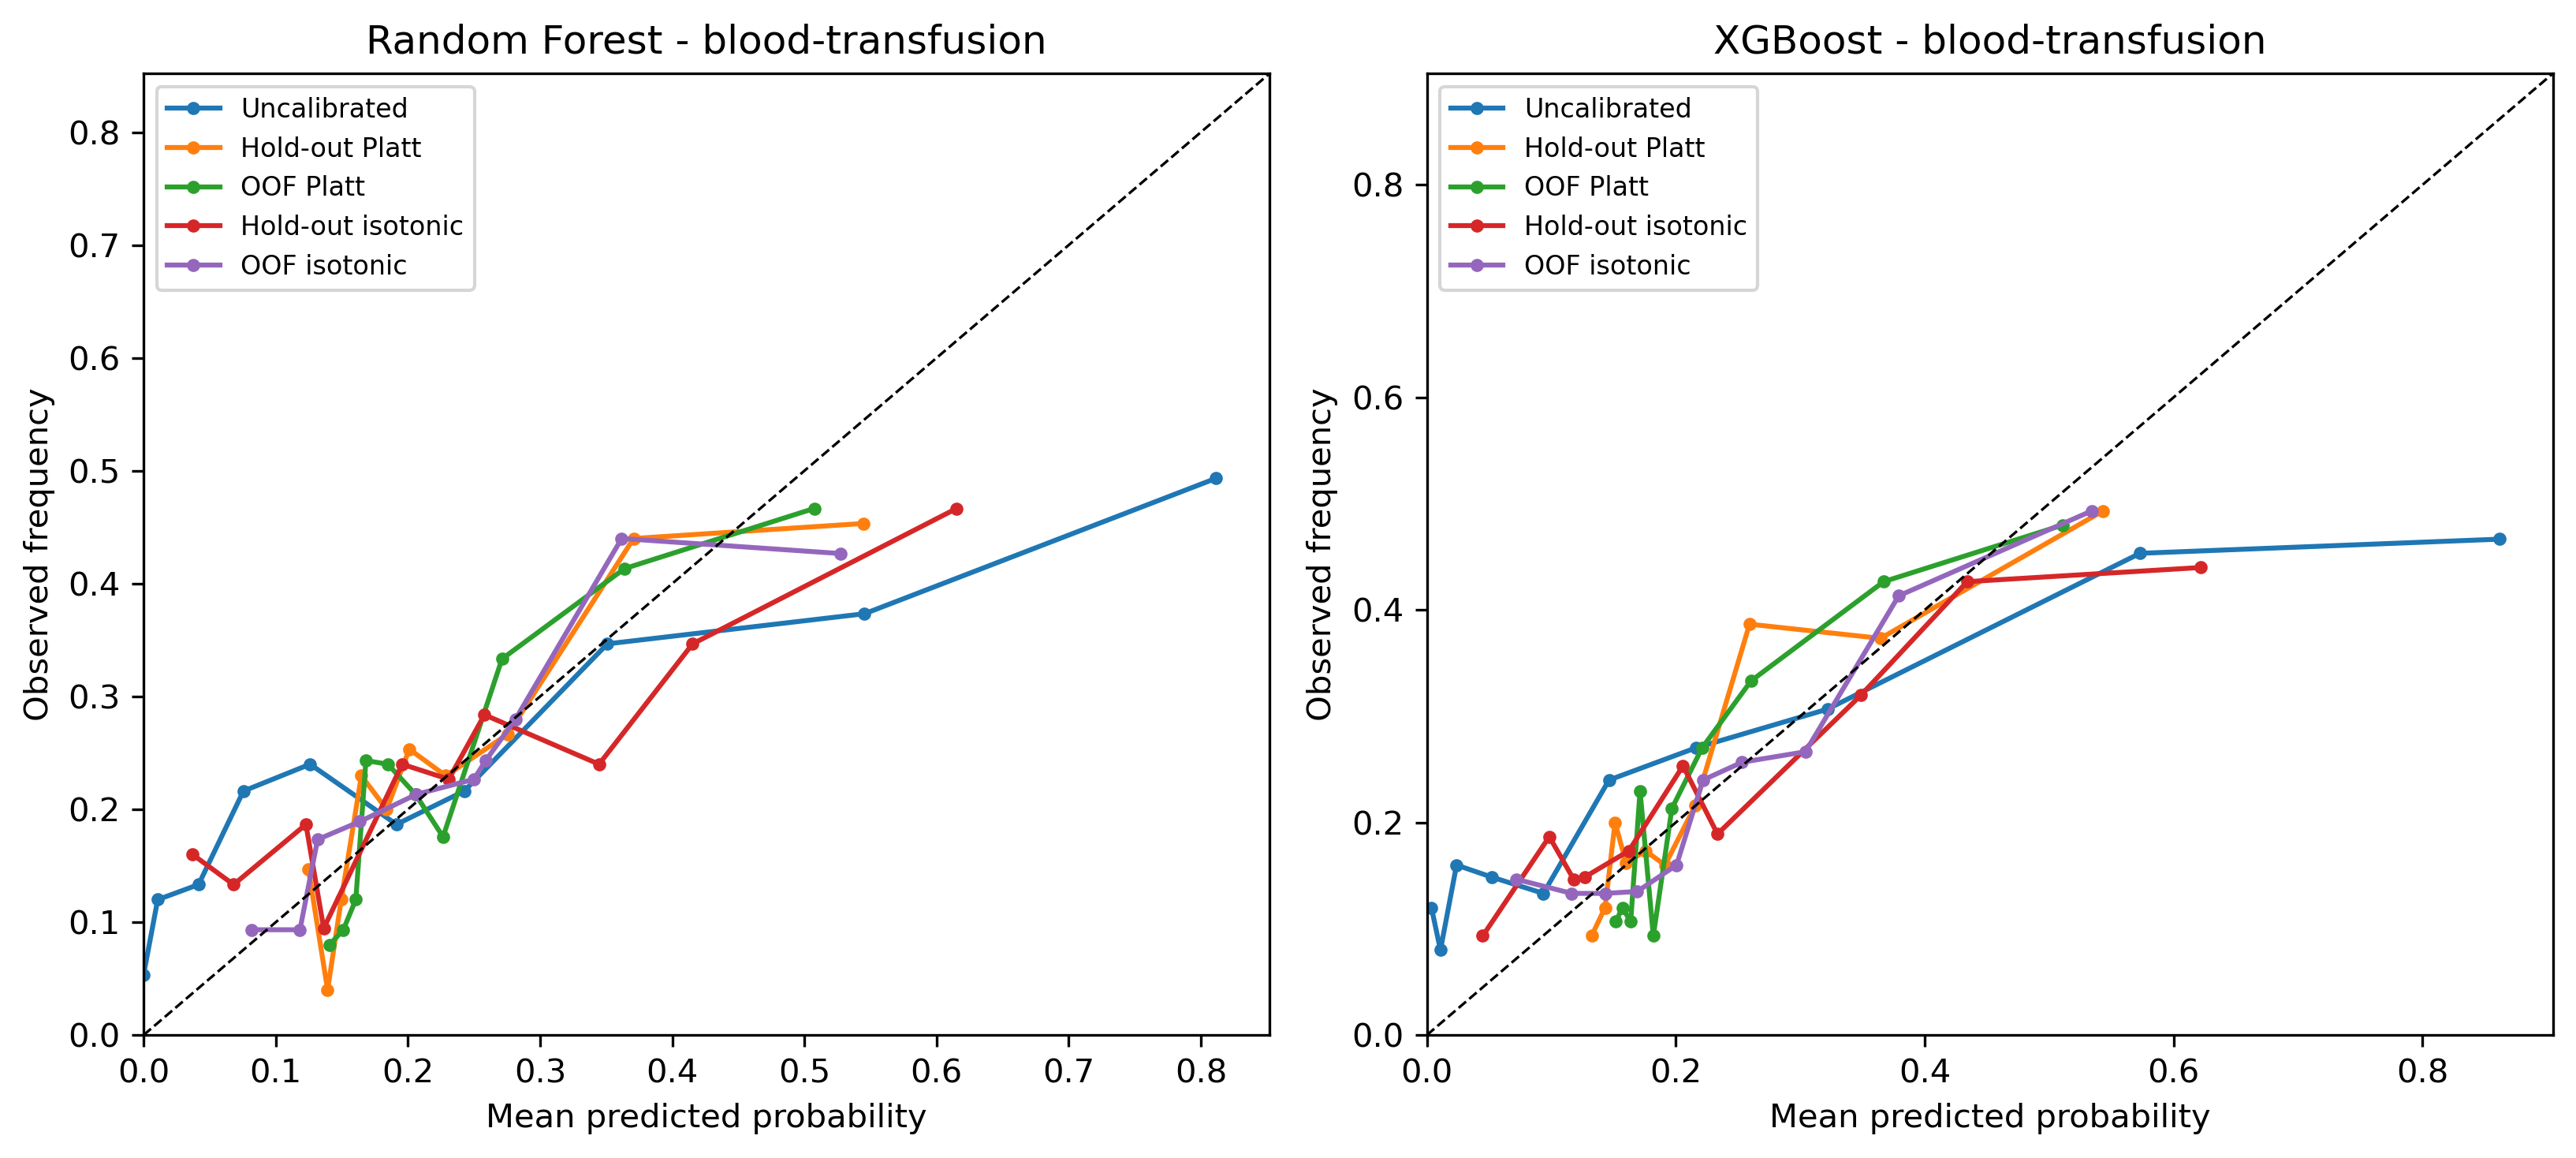 Random Forest - blood-transfusion
Uncalibrated
Hold-out Platt
OOF Platt
Hold-out isotonic
OOF isotonic
Observed frequency
0.8
0.7
0.6
0.5
0.4
0.3
0.2
0.1
0.0
0.0 0.1 0.2 0.3 0.4 0.5 0.6 0.7 0.8
Mean predicted probability
XGBoost - blood-transfusion
Uncalibrated
Hold-out Platt
OOF Platt
Hold-out isotonic
OOF isotonic
Observed frequency
0.8
0.6
0.4
0.2
0.0
0.0 0.2 0.4 0.6 0.8
Mean predicted probability